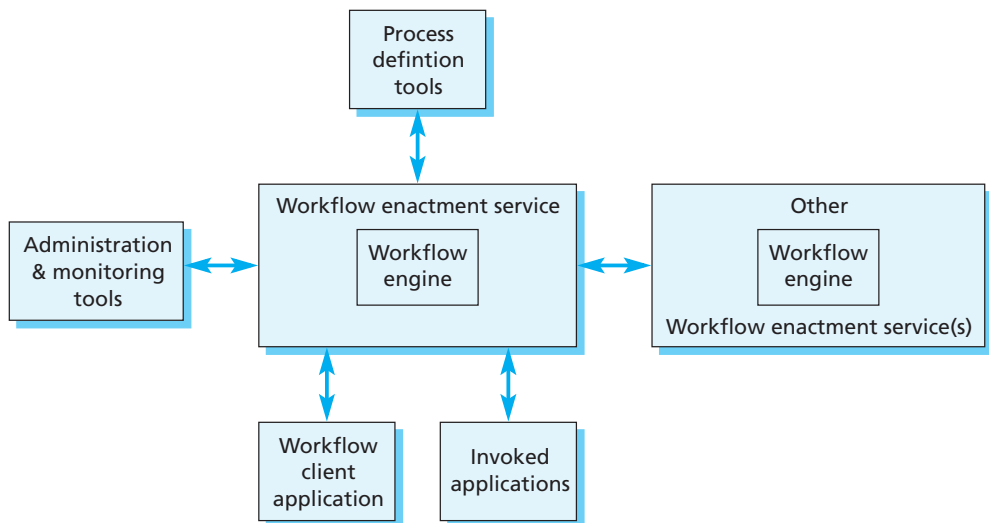 Process
defintion
tools
Workflow enactment service
Workflow
engine
Other
Workflow
engine
Workflow enactment service(s)
Administration
& monitoring
tools
Workflow
client
application
Invoked
applications